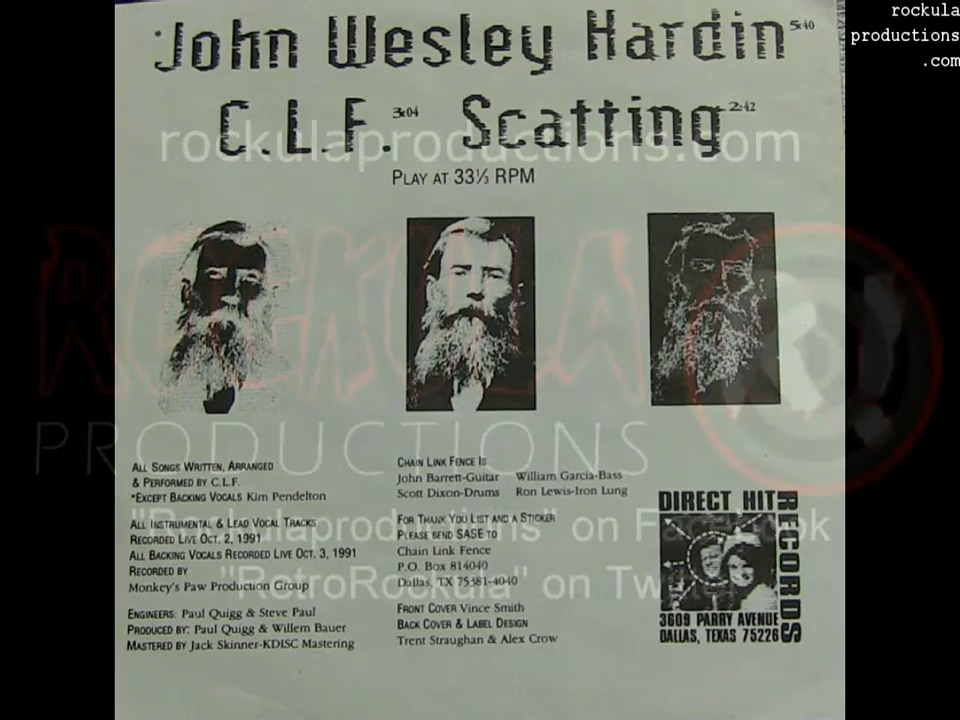 rockula
productions
.com
John Wesley Hardin 5:40
C.L.F. 3:04 Scatting 2:42
rockulaproductions.com
PLAY AT 33⅓ RPM
ROCKULA
PRODUCTIONS
ALL SONGS WRITTEN, ARRANGED
& PERFORMED BY C.L.F.
*EXCEPT BACKING VOCALS Kim Pendelton
ALL INSTRUMENTAL & LEAD VOCAL TRACKS
RECORDED LIVE OCT. 2, 1991
ALL BACKING VOCALS RECORDED LIVE OCT. 3, 1991
RECORDED BY
Monkey's Paw Production Group
ENGINEERS: Paul Quigg & Steve Paul
PRODUCED BY: Paul Quigg & Willem Bauer
MASTERED BY Jack Skinner-KDISC Mastering
CHAIN LINK FENCE IS
John Barrett-Guitar William Garcia-Bass
Scott Dixon-Drums Ron Lewis-Iron Lung
FOR THANK YOU LIST AND A STICKER
PLEASE SEND SASE TO
Chain Link Fence
P.O. Box 814040
Dallas, TX 75381-4040
FRONT COVER Vince Smith
BACK COVER & LABEL DESIGN
Trent Straughan & Alex Crow
"Rockulaproductions" on Facebook
"RetroRockula" on Twitter
DIRECT HIT
RECORDS
3609 PARRY AVENUE
DALLAS, TEXAS 75226